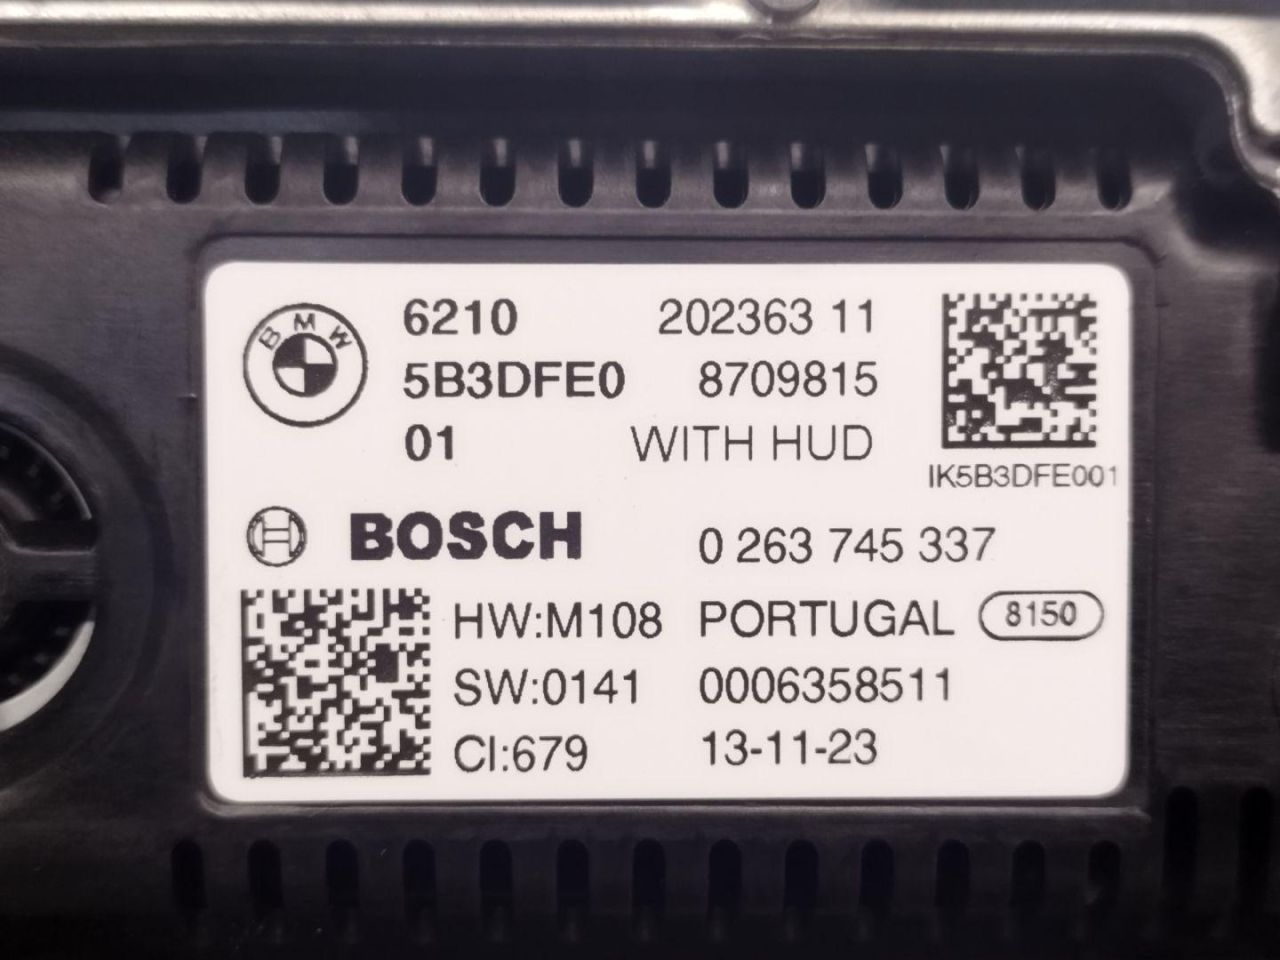 BMW
6210 202363 11
5B3DFE0 8709815
01 WITH HUD
IK5B3DFE001
BOSCH 0 263 745 337
HW:M108 PORTUGAL 8150
SW:0141 0006358511
CI:679 13-11-23